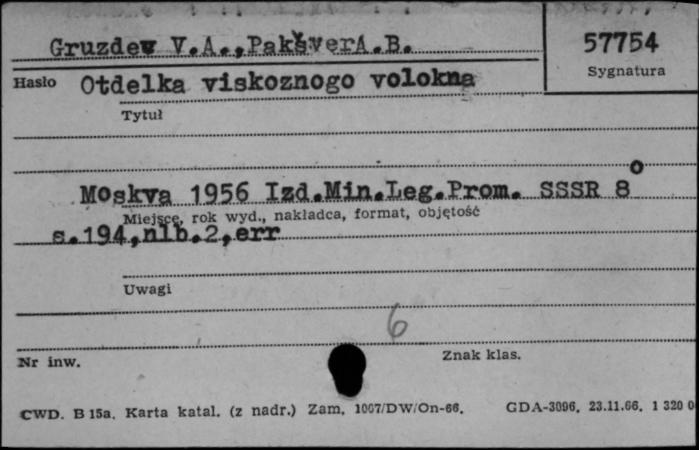 Gruzdew V.A.,PakšverA.B.
57754
Sygnatura
Hasło Otdelka viskoznogo volokna
Tytuł
Moskva 1956 Izd.Min.Leg.Prom. SSSR 8°
Miejsce, rok wyd., nakładca, format, objętość
s.194,nlb.2,err
Uwagi
6
Nr inw.
Znak klas.
CWD. B 15a. Karta katal. (z nadr.) Zam. 1067/DW/On-66. GDA-3096. 23.11.66. 1 320 0